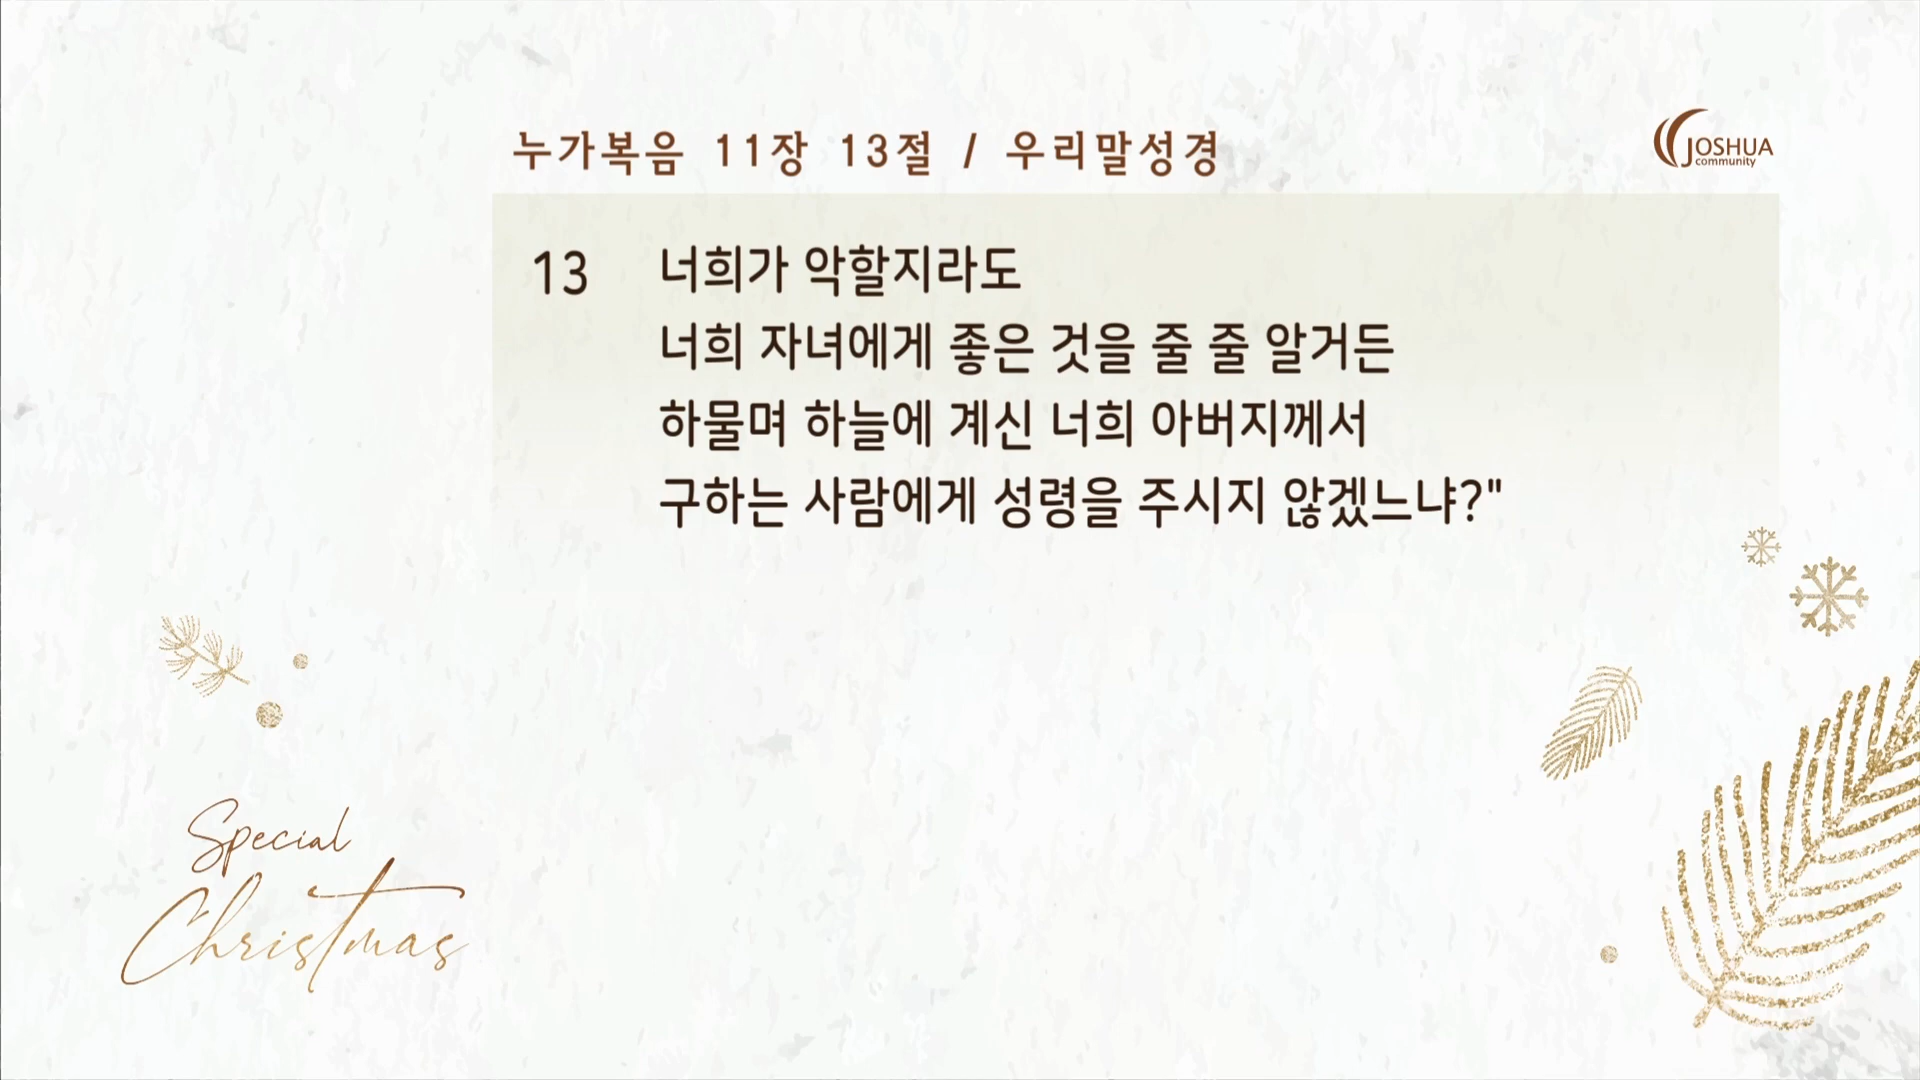 누가복음 11장 13절 / 우리말성경
JOSHUA
community
13 너희가 악할지라도
너희 자녀에게 좋은 것을 줄 줄 알거든
하물며 하늘에 계신 너희 아버지께서
구하는 사람에게 성령을 주시지 않겠느냐?"
Special
Christmas